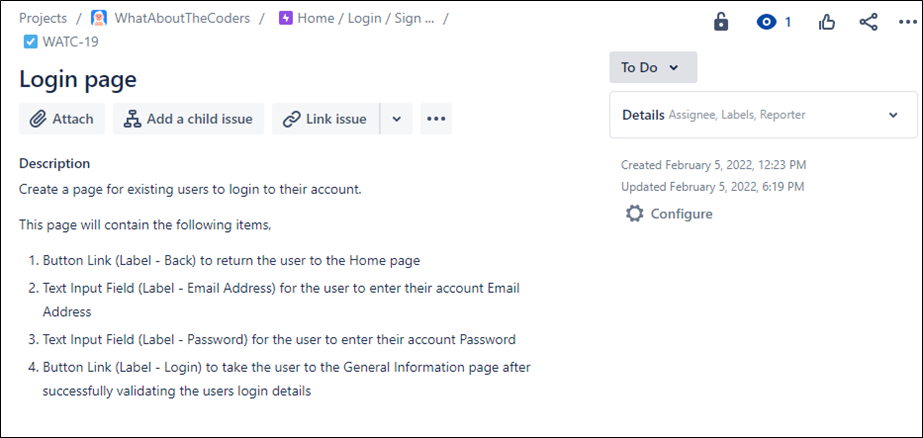 Projects / WhatAboutTheCoders / Home / Login / Sign ... /
WATC-19
1
Login page
To Do
Attach Add a child issue Link issue
Details Assignee, Labels, Reporter
Description
Create a page for existing users to login to their account.
Created February 5, 2022, 12:23 PM
Updated February 5, 2022, 6:19 PM
Configure
This page will contain the following items,
1. Button Link (Label - Back) to return the user to the Home page
2. Text Input Field (Label - Email Address) for the user to enter their account Email
Address
3. Text Input Field (Label - Password) for the user to enter their account Password
4. Button Link (Label - Login) to take the user to the General Information page after
successfully validating the users login details